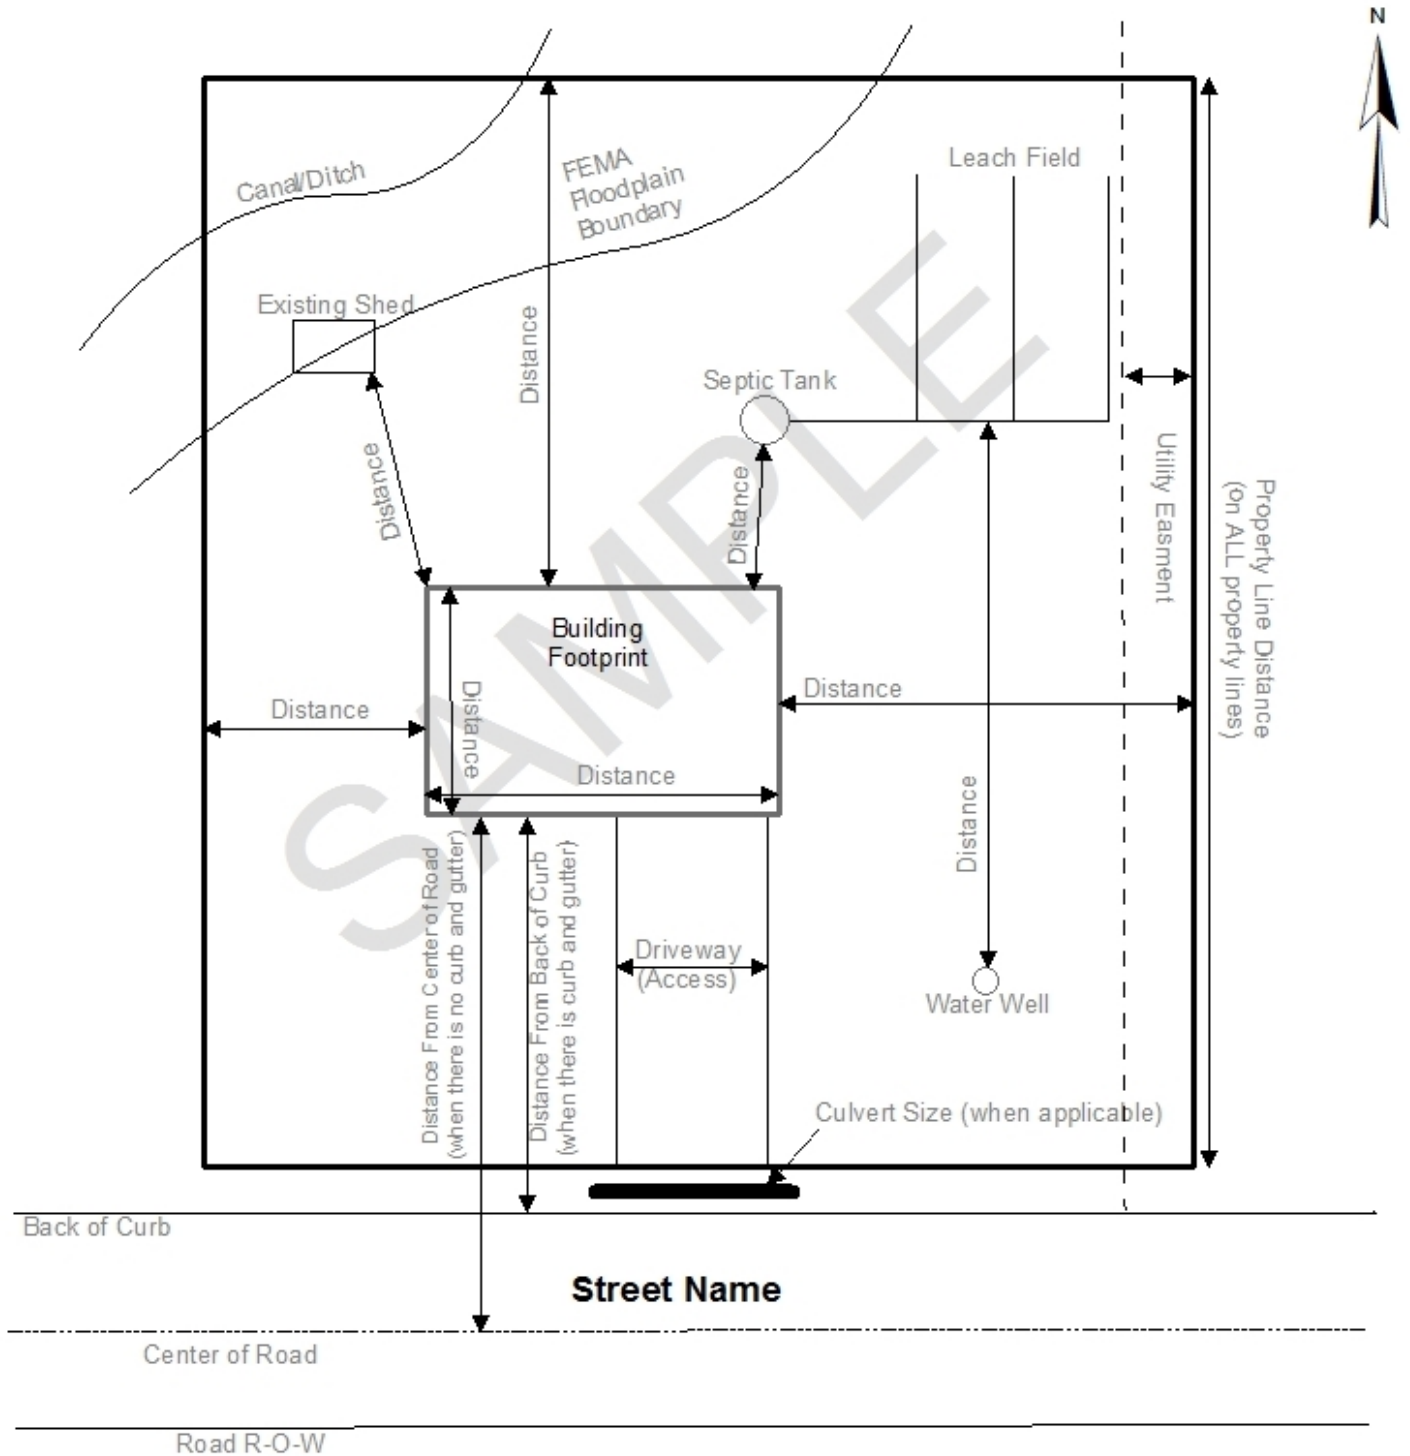 N
Leach Field
FEMA
Floodplain
Boundary
Canal/Ditch
Existing Shed
Distance
Septic Tank
Distance
Distance
Utility Easment
Property Line Distance
(on ALL property lines)
SAMPLE
Building
Footprint
Distance
Distance
Distance
Distance
Distance
Distance From Center of Road
(when there is no curb and gutter)
Distance From Back of Curb
(when there is curb and gutter)
Driveway
(Access)
Water Well
Culvert Size (when applicable)
Back of Curb
Street Name
Center of Road
Road R-O-W